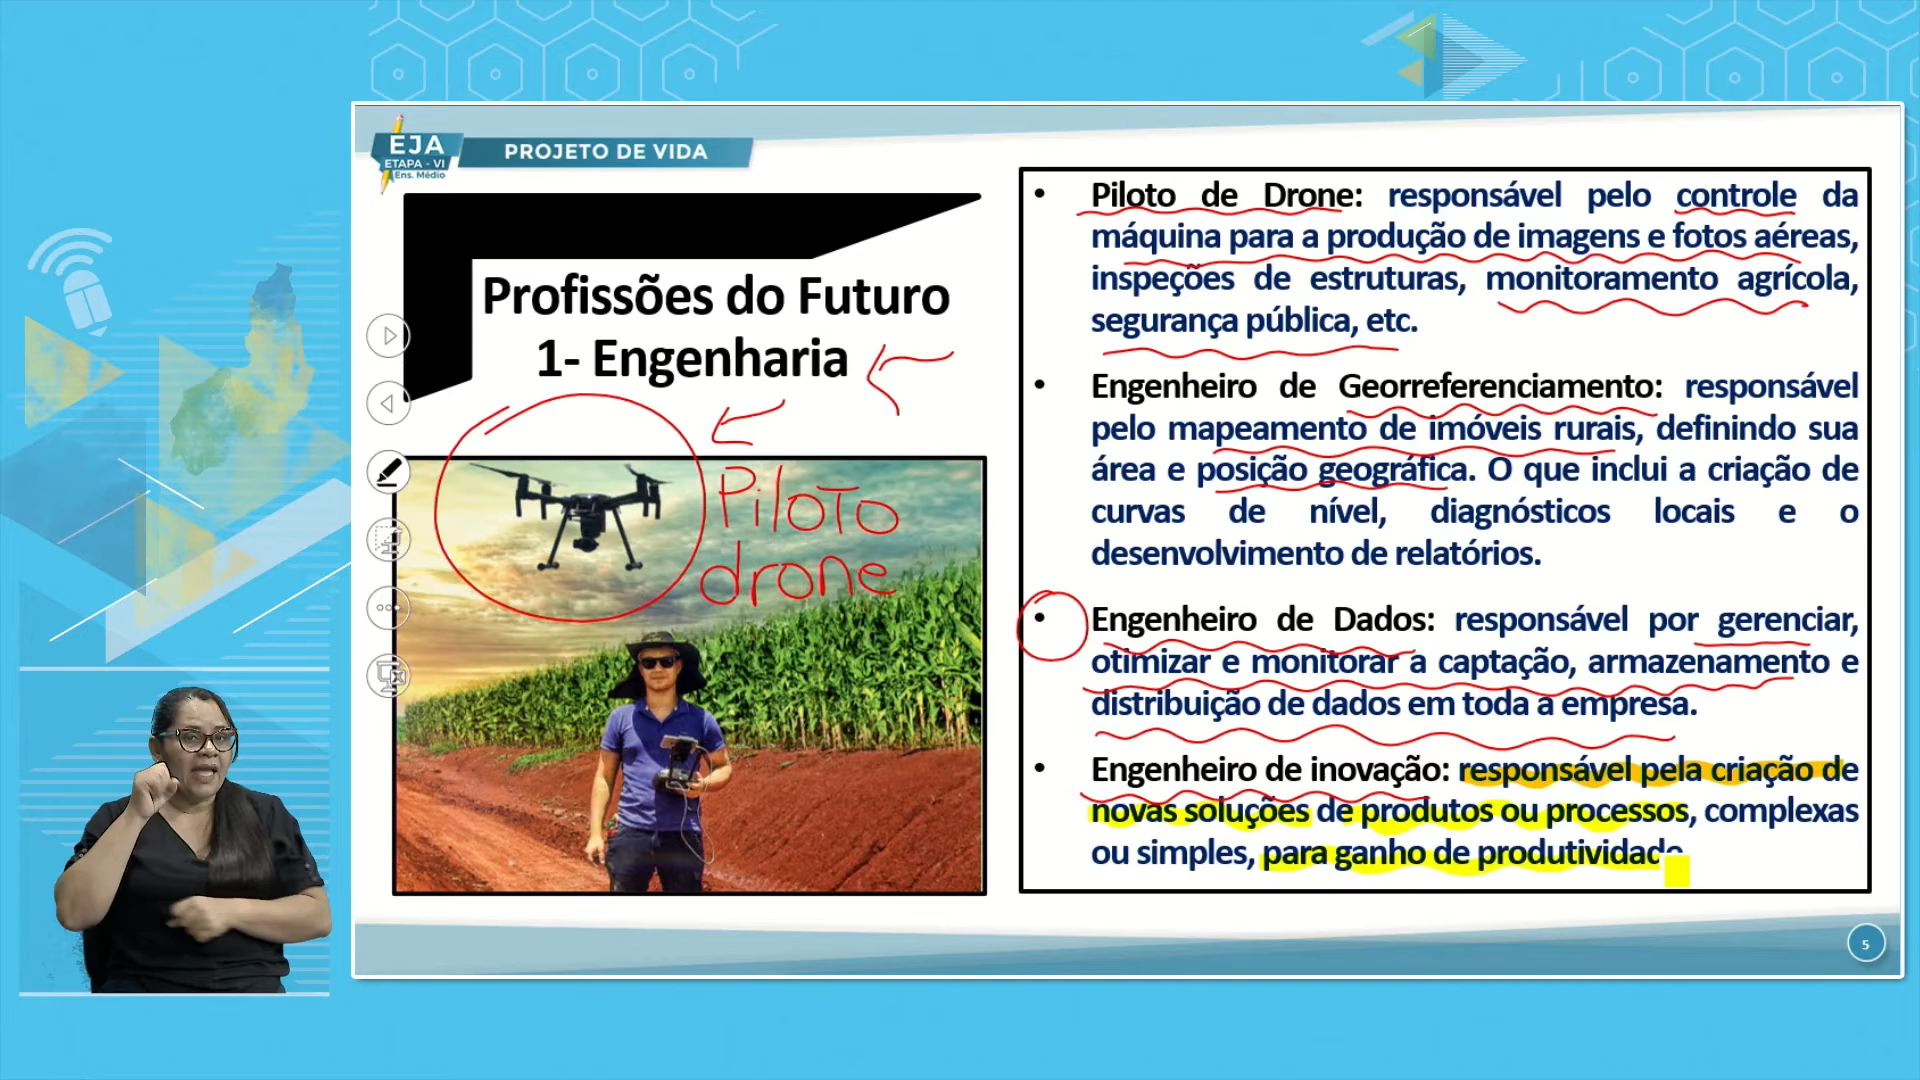 EJA
ETAPA - VI
Ens. Médio
PROJETO DE VIDA
Profissões do Futuro
1- Engenharia
Piloto
drone
• Piloto de Drone: responsável pelo controle da
máquina para a produção de imagens e fotos aéreas,
inspeções de estruturas, monitoramento agrícola,
segurança pública, etc.
• Engenheiro de Georreferenciamento: responsável
pelo mapeamento de imóveis rurais, definindo sua
área e posição geográfica. O que inclui a criação de
curvas de nível, diagnósticos locais e o
desenvolvimento de relatórios.
• Engenheiro de Dados: responsável por gerenciar,
otimizar e monitorar a captação, armazenamento e
distribuição de dados em toda a empresa.
• Engenheiro de inovação: responsável pela criação de
novas soluções de produtos ou processos, complexas
ou simples, para ganho de produtividade
5